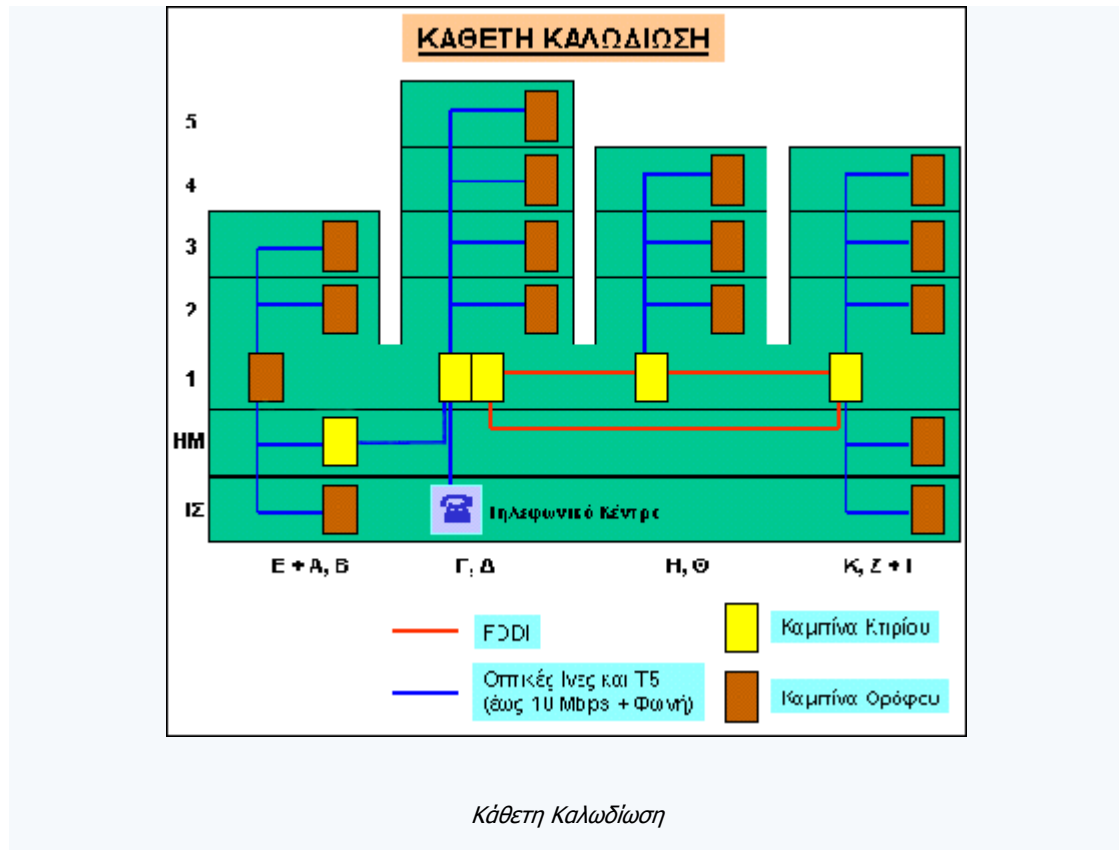 ΚΑΘΕΤΗ ΚΑΛΩΔΙΩΣΗ
5
4
3
2
1
ΗΜ
ΙΣ
Τηλεφωνικό Κέντρο
Ε + Α, Β
Γ, Δ
Η, Θ
Κ, Ζ + Ι
FDDI
Καμπίνα Κτιρίου
Οπτικές Ινες και Τ5
(έως 10 Mbps + Φωνή)
Καμπίνα Ορόφου
Κάθετη Καλωδίωση